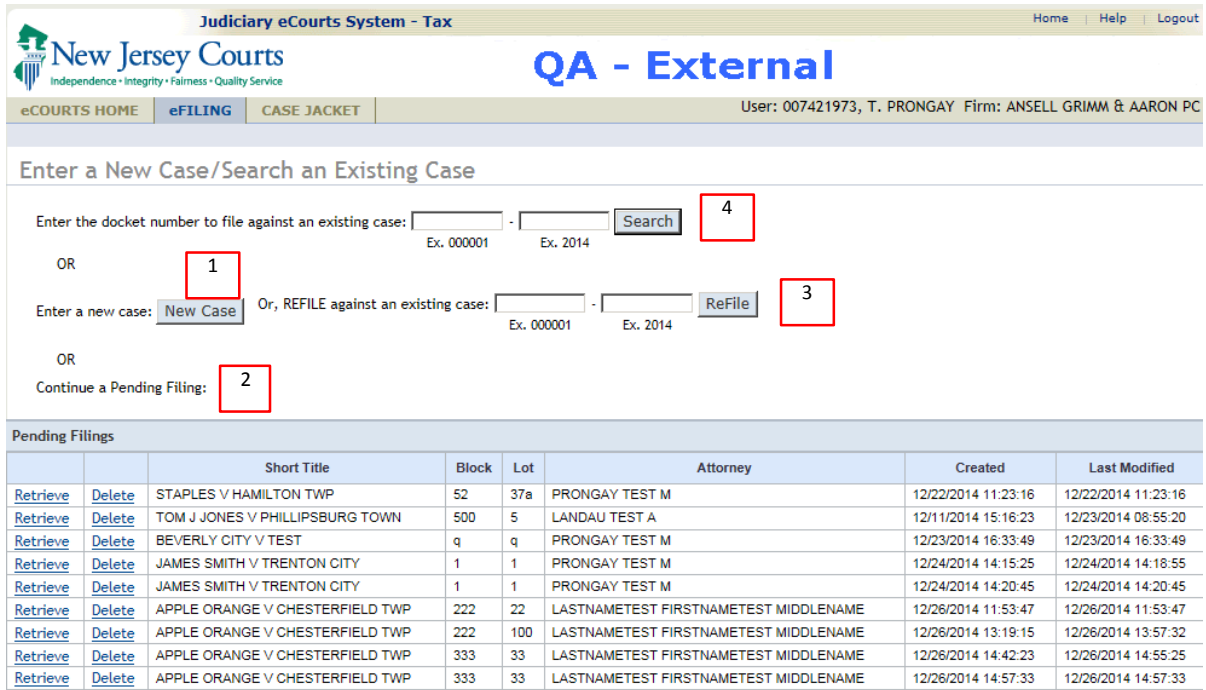 Judiciary eCourts System - Tax
Home | Help | Logout
New Jersey Courts
Independence • Integrity • Fairness • Quality Service
QA - External
eCOURTS HOME eFILING CASE JACKET
User: 007421973, T. PRONGAY Firm: ANSELL GRIMM & AARON PC
Enter a New Case/Search an Existing Case
Enter the docket number to file against an existing case: - Search 4
Ex. 000001 Ex. 2014
OR 1
Enter a new case: New Case Or, REFILE against an existing case: - ReFile 3
Ex. 000001 Ex. 2014
OR
Continue a Pending Filing: 2
Pending Filings
Short Title Block Lot Attorney Created Last Modified
Retrieve Delete STAPLES V HAMILTON TWP 52 37a PRONGAY TEST M 12/22/2014 11:23:16 12/22/2014 11:23:16
Retrieve Delete TOM J JONES V PHILLIPSBURG TOWN 500 5 LANDAU TEST A 12/11/2014 15:16:23 12/23/2014 08:55:20
Retrieve Delete BEVERLY CITY V TEST q q PRONGAY TEST M 12/23/2014 16:33:49 12/23/2014 16:33:49
Retrieve Delete JAMES SMITH V TRENTON CITY 1 1 PRONGAY TEST M 12/24/2014 14:15:25 12/24/2014 14:18:55
Retrieve Delete JAMES SMITH V TRENTON CITY 1 1 PRONGAY TEST M 12/24/2014 14:20:45 12/24/2014 14:20:45
Retrieve Delete APPLE ORANGE V CHESTERFIELD TWP 222 22 LASTNAMETEST FIRSTNAMETEST MIDDLENAME 12/26/2014 11:53:47 12/26/2014 11:53:47
Retrieve Delete APPLE ORANGE V CHESTERFIELD TWP 222 100 LASTNAMETEST FIRSTNAMETEST MIDDLENAME 12/26/2014 13:19:15 12/26/2014 13:57:32
Retrieve Delete APPLE ORANGE V CHESTERFIELD TWP 333 33 LASTNAMETEST FIRSTNAMETEST MIDDLENAME 12/26/2014 14:42:23 12/26/2014 14:55:25
Retrieve Delete APPLE ORANGE V CHESTERFIELD TWP 333 33 LASTNAMETEST FIRSTNAMETEST MIDDLENAME 12/26/2014 14:57:33 12/26/2014 14:57:33